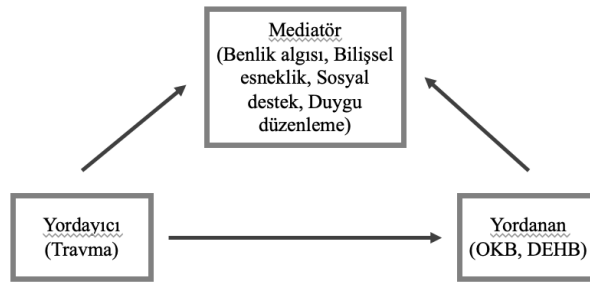 Mediatör
(Benlik algısı, Bilişsel
esneklik, Sosyal
destek, Duygu
düzenleme)
Yordayıcı
(Travma)
Yordanan
(OKB, DEHB)